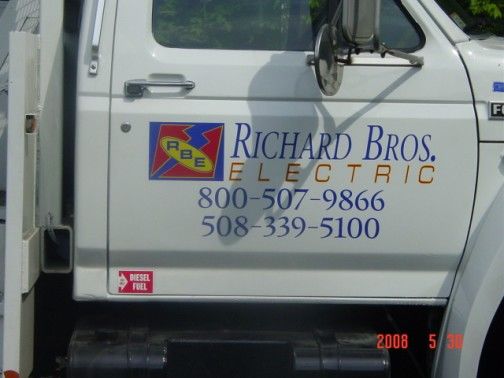 RBE
RICHARD BROS.
ELECTRIC
800-507-9866
508-339-5100
DIESEL
FUEL
2008 5 30